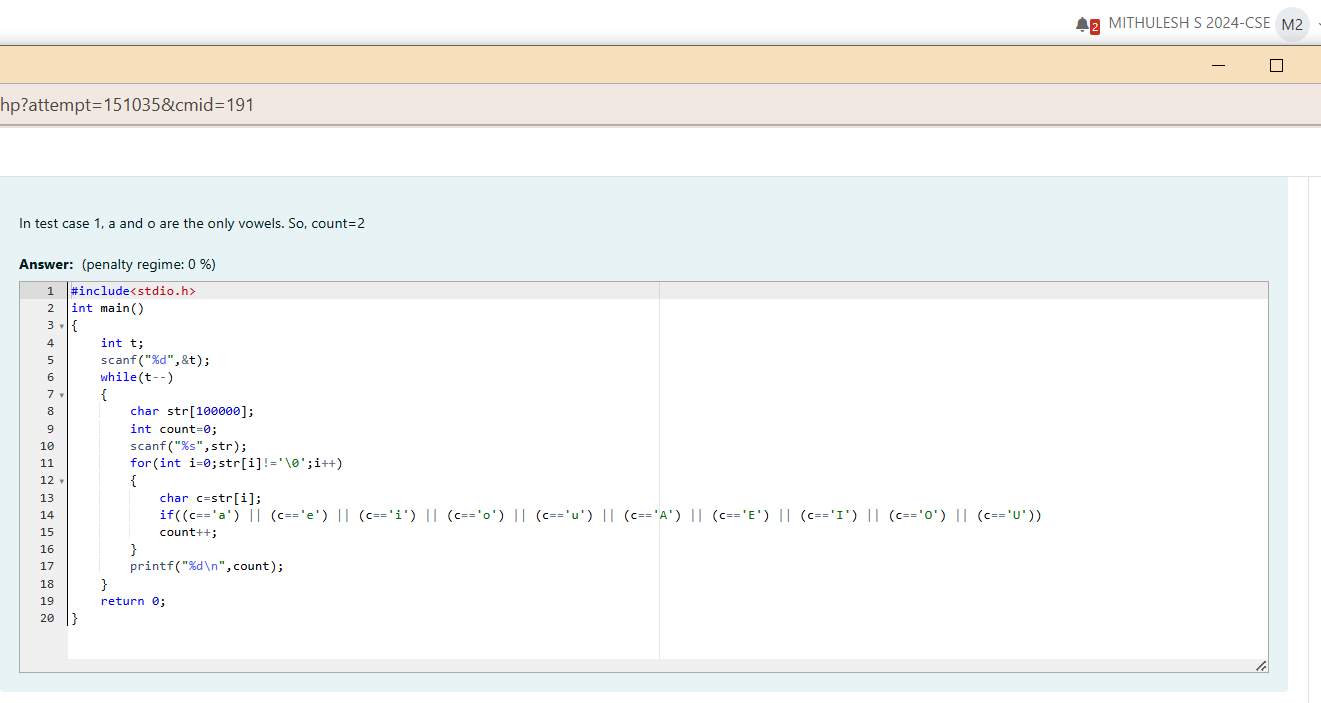 2 MITHULESH S 2024-CSE M2
hp?attempt=151035&cmid=191
In test case 1, a and o are the only vowels. So, count=2
Answer: (penalty regime: 0 %)
1 #include<stdio.h>
2 int main()
3 {
4 int t;
5 scanf("%d",&t);
6 while(t--)
7 {
8 char str[100000];
9 int count=0;
10 scanf("%s",str);
11 for(int i=0;str[i]!='\0';i++)
12 {
13 char c=str[i];
14 if((c=='a') || (c=='e') || (c=='i') || (c=='o') || (c=='u') || (c=='A') || (c=='E') || (c=='I') || (c=='O') || (c=='U'))
15 count++;
16 }
17 printf("%d\n",count);
18 }
19 return 0;
20 }